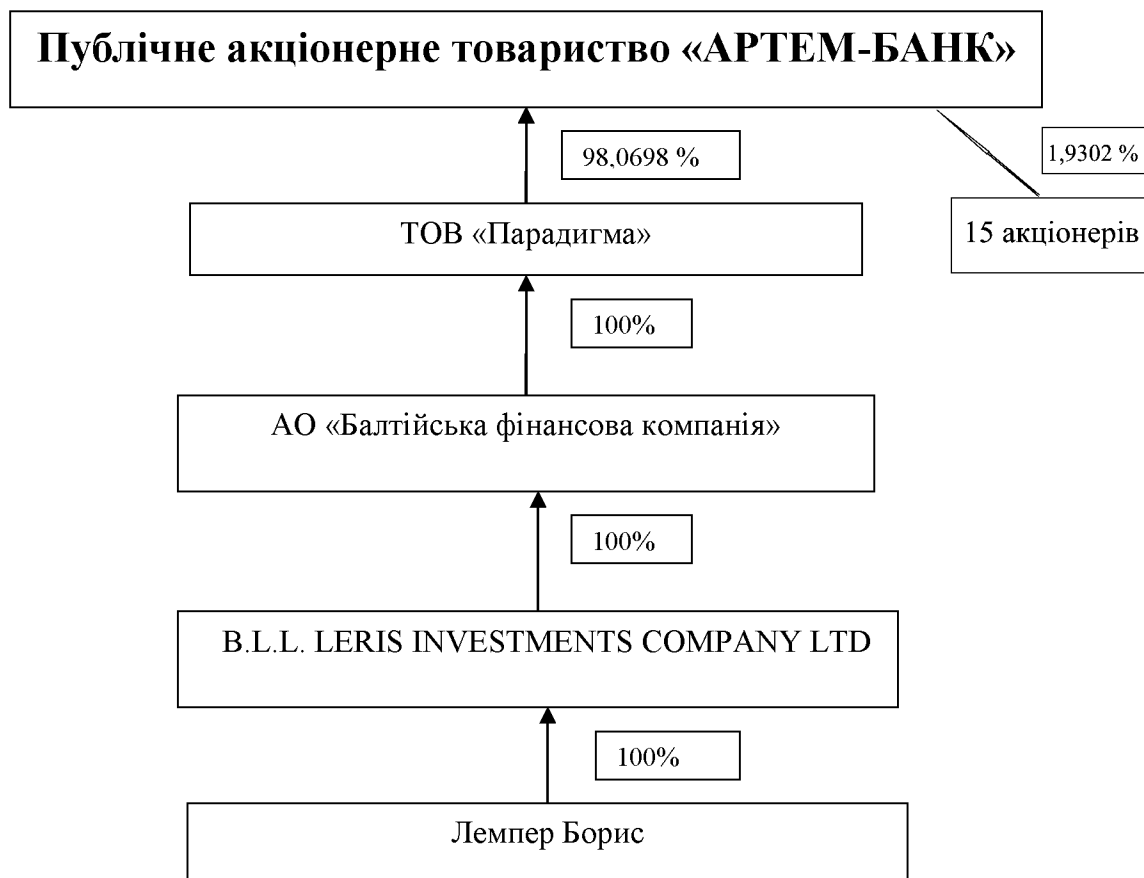 Публічне акціонерне товариство «АРТЕМ-БАНК»
98,0698 %
1,9302 %
ТОВ «Парадигма»
15 акціонерів
100%
АО «Балтійська фінансова компанія»
100%
B.L.L. LERIS INVESTMENTS COMPANY LTD
100%
Лемпер Борис